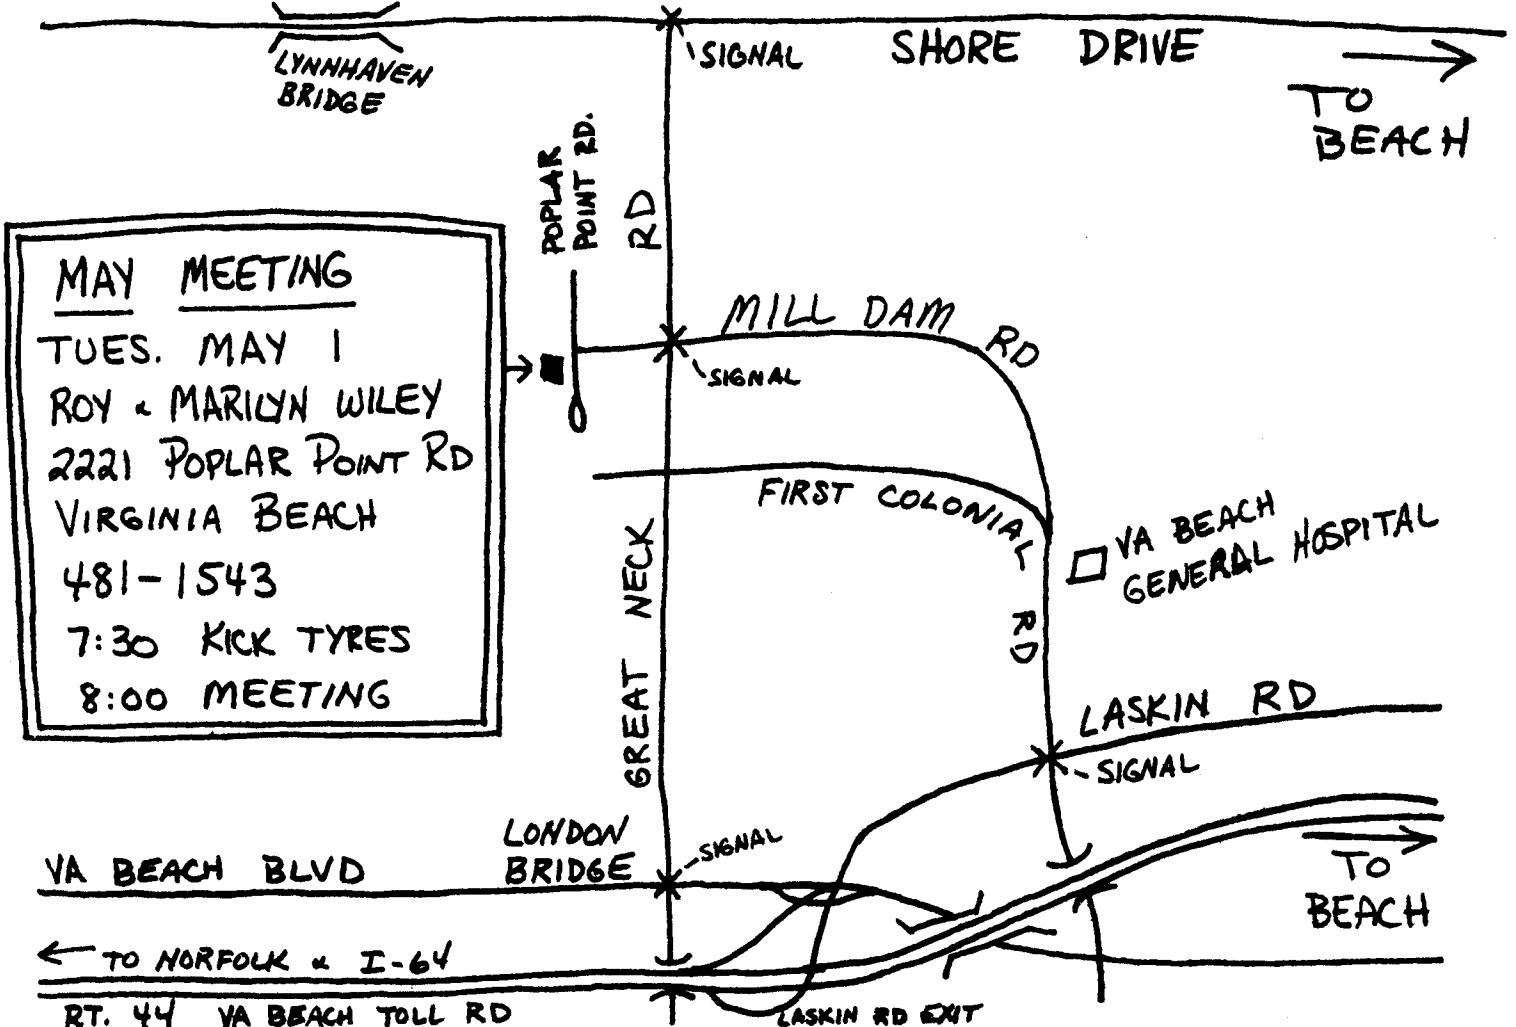 LYNNHAVEN
BRIDGE
SIGNAL
SHORE DRIVE
TO
BEACH
POPLAR
POINT RD.
MAY MEETING
TUES. MAY 1
ROY & MARILYN WILEY
2221 POPLAR POINT RD
VIRGINIA BEACH
481-1543
7:30 KICK TYRES
8:00 MEETING
GREAT NECK RD
MILL DAM RD
SIGNAL
FIRST COLONIAL RD
VA BEACH
GENERAL HOSPITAL
LASKIN RD
SIGNAL
LONDON
BRIDGE
SIGNAL
VA BEACH BLVD
TO
BEACH
TO NORFOLK & I-64
RT. 44 VA BEACH TOLL RD
LASKIN RD EXIT